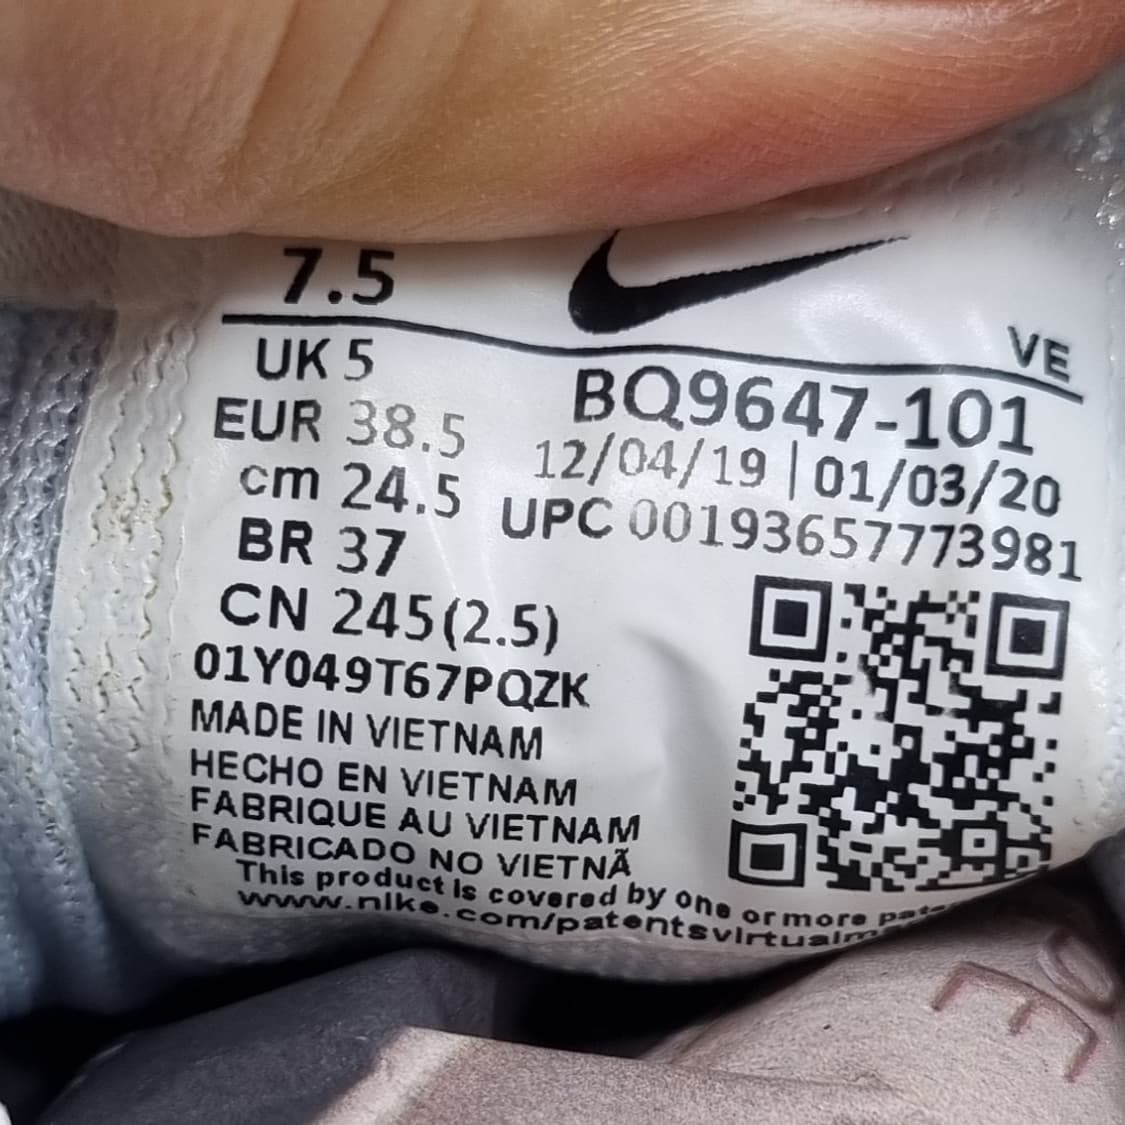 7.5
VE
UK 5
BQ9647-101
EUR 38.5
12/04/19 | 01/03/20
cm 24.5
UPC 00193657773981
BR 37
CN 245(2.5)
01Y049T67PQZK
MADE IN VIETNAM
HECHO EN VIETNAM
FABRIQUE AU VIETNAM
FABRICADO NO VIETNÃ
This product is covered by one or more
www.nike.com/patentsvirtual